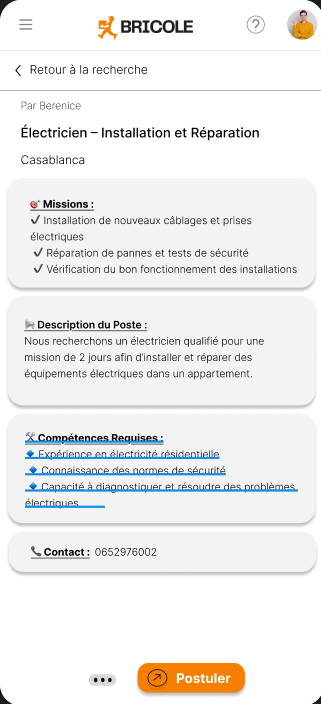 BRICOLE
?
Retour à la recherche
Par Berenice
Électricien – Installation et Réparation
Casablanca
🎯 Missions :
✔ Installation de nouveaux câblages et prises
électriques
✔ Réparation de pannes et tests de sécurité
✔ Vérification du bon fonctionnement des installations
📢 Description du Poste :
Nous recherchons un électricien qualifié pour une
mission de 2 jours afin d'installer et réparer des
équipements électriques dans un appartement.
🛠 Compétences Requises :
🔹 Expérience en électricité résidentielle
🔹 Connaissance des normes de sécurité
🔹 Capacité à diagnostiquer et résoudre des problèmes
électriques
📞 Contact : 0652976002
Postuler